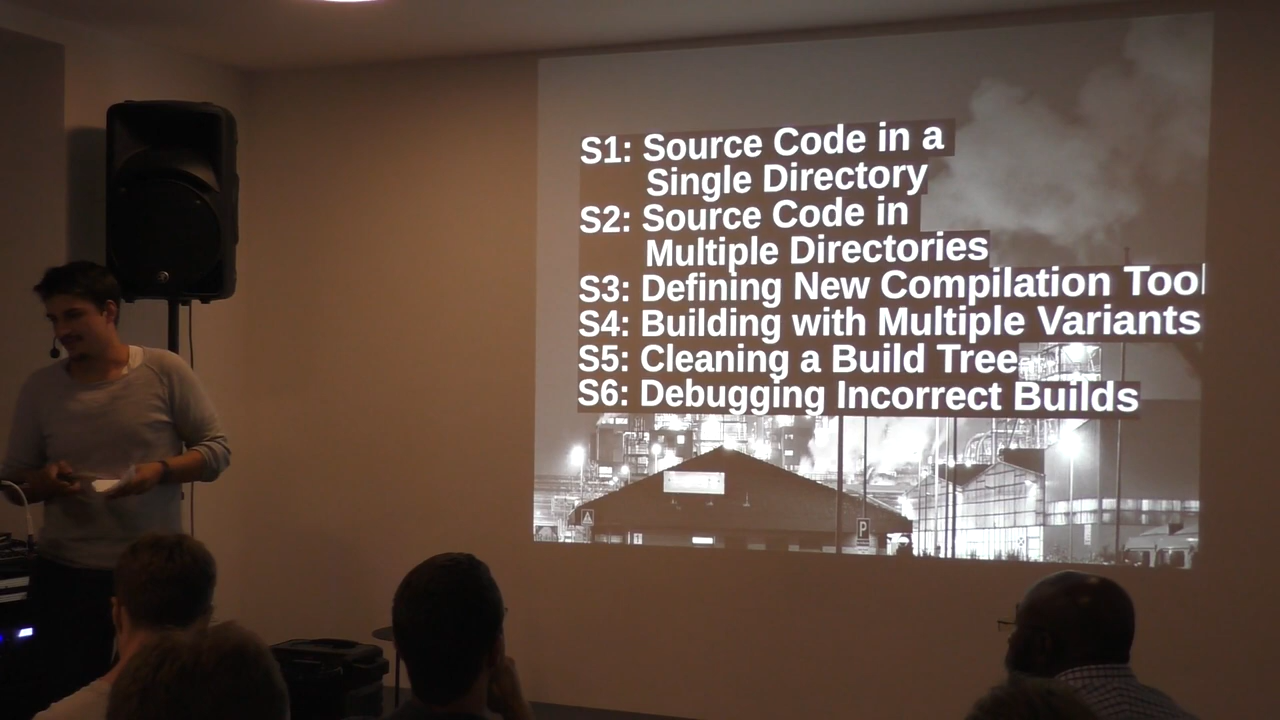 S1: Source Code in a
Single Directory
S2: Source Code in
Multiple Directories
S3: Defining New Compilation Tool
S4: Building with Multiple Variants
S5: Cleaning a Build Tree
S6: Debugging Incorrect Builds
P